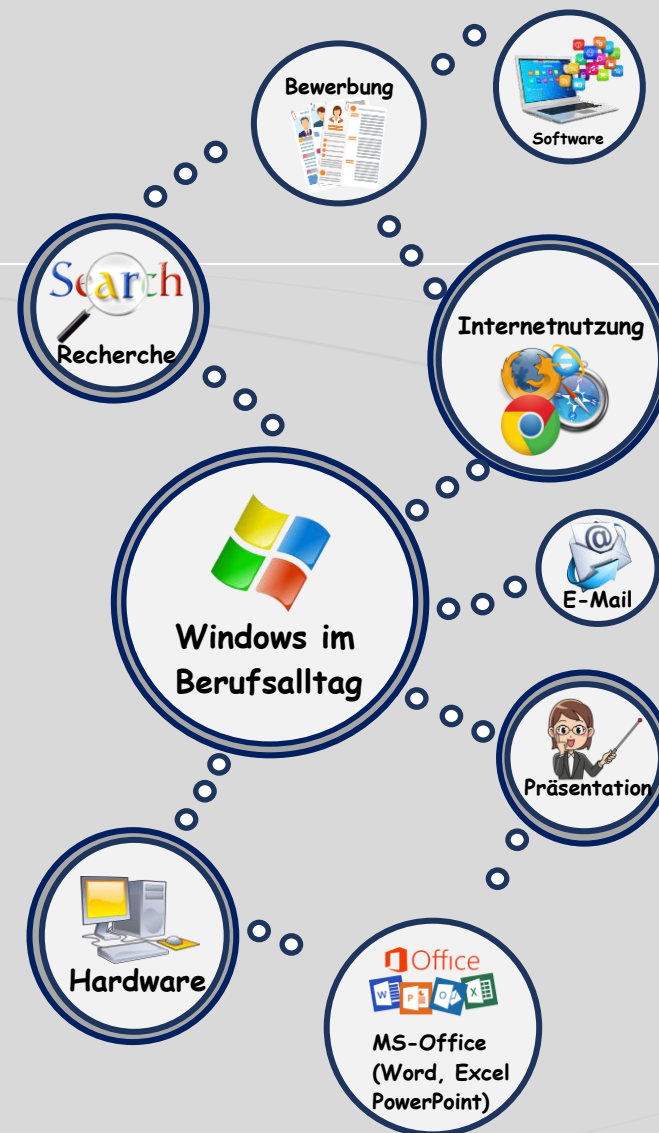 Bewerbung
Software
Search
Recherche
Internetnutzung
Windows im
Berufsalltag
@
E-Mail
Präsentation
Hardware
Office
W P O X
MS-Office
(Word, Excel
PowerPoint)